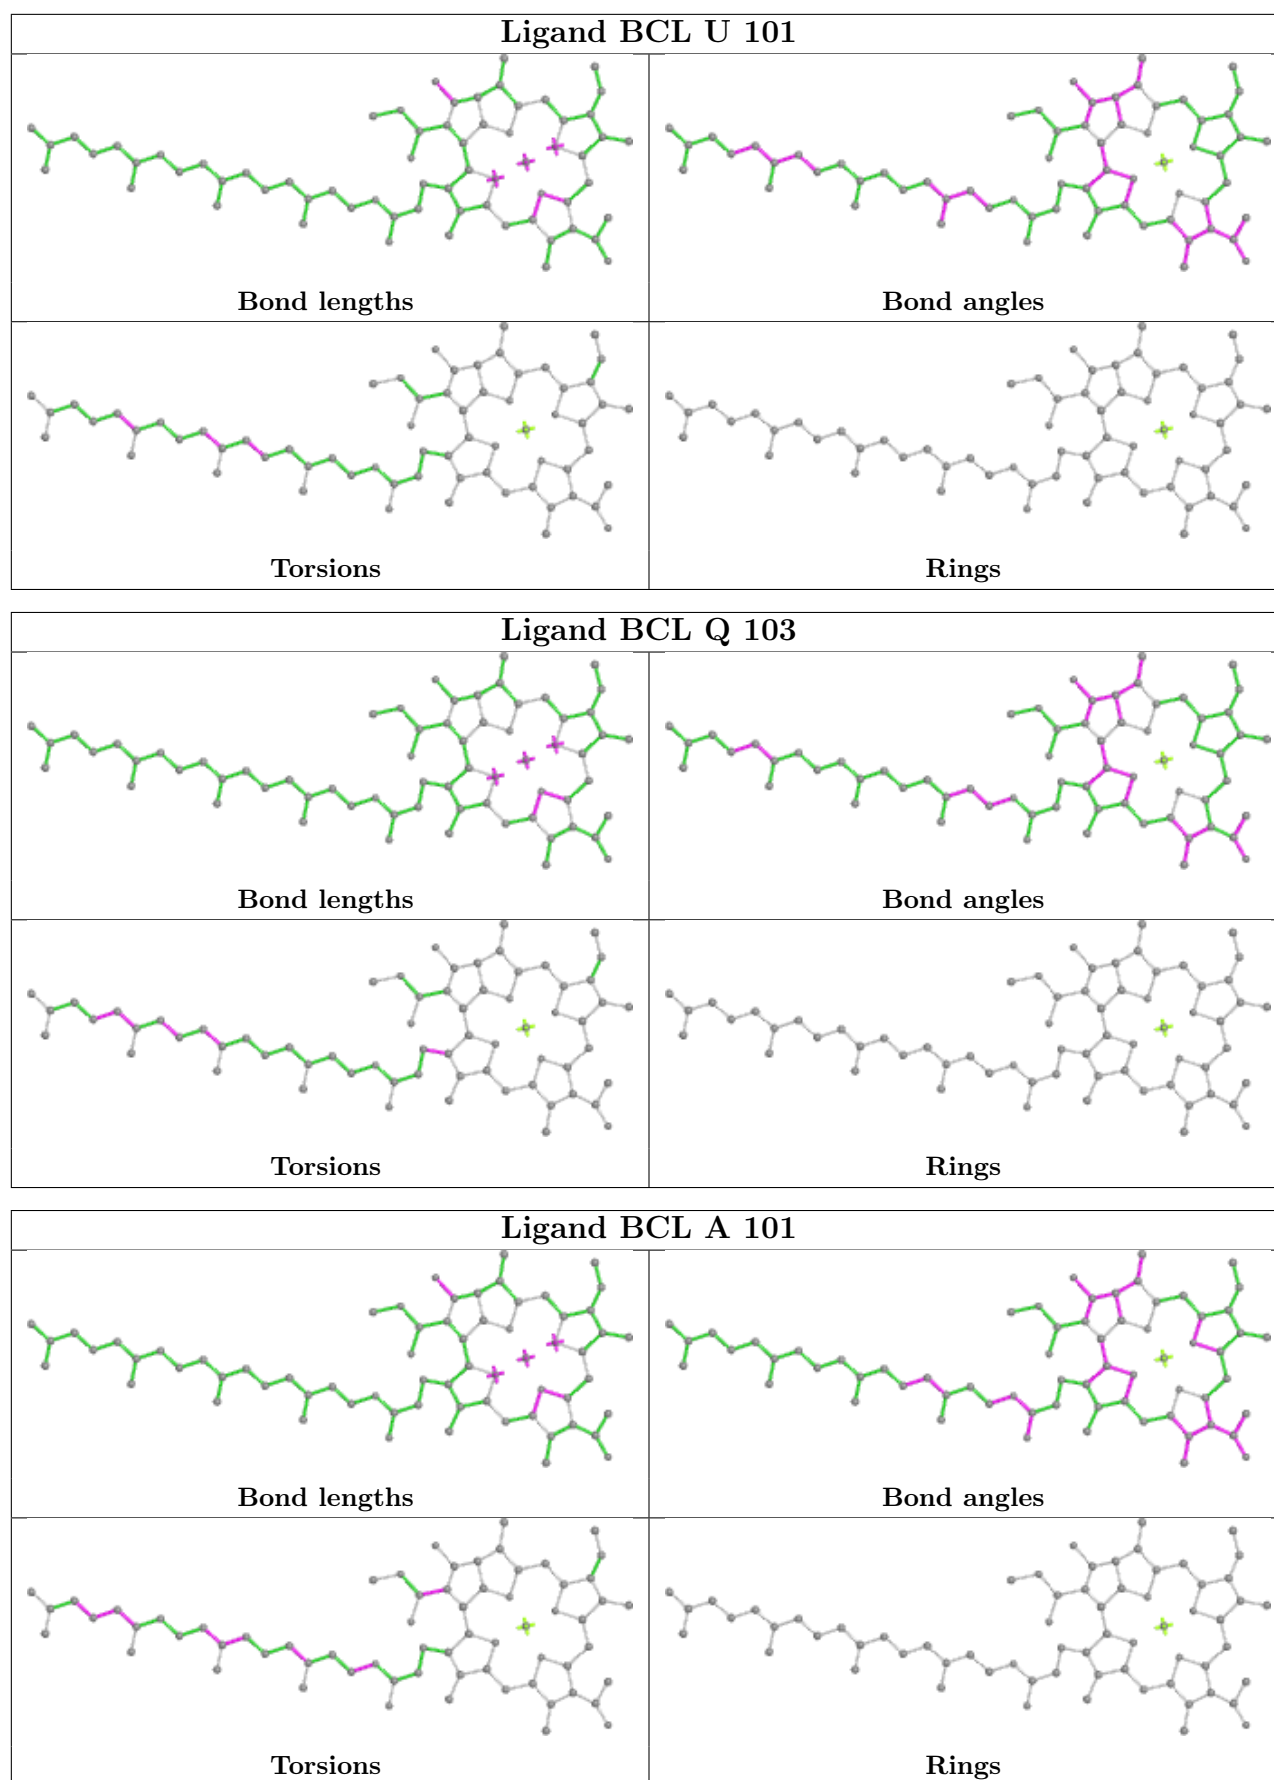 Ligand BCL U 101
Bond lengths
Bond angles
Torsions
Rings
Ligand BCL Q 103
Bond lengths
Bond angles
Torsions
Rings
Ligand BCL A 101
Bond lengths
Bond angles
Torsions
Rings